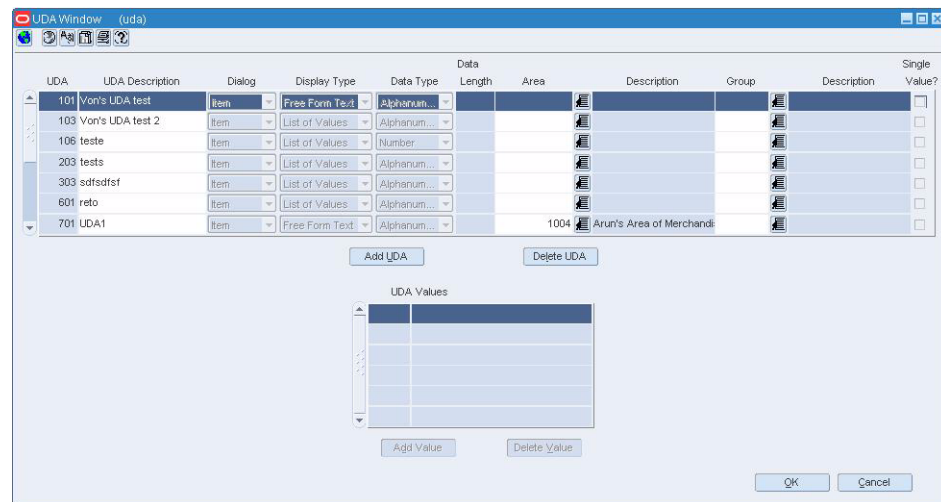 UDA Window (uda)
Data Single
UDA UDA Description Dialog Display Type Data Type Length Area Description Group Description Value?
101 Von's UDA test Item Free Form Text Alphanum...
103 Von's UDA test 2 Item List of Values Alphanum...
106 teste Item List of Values Number
203 tests Item List of Values Alphanum...
303 sdfsdfsf Item List of Values Alphanum...
601 reto Item List of Values Alphanum...
701 UDA1 Item Free Form Text Alphanum... 1004 Arun's Area of Merchandi
Add UDA Delete UDA
UDA Values
Add Value Delete Value
OK Cancel